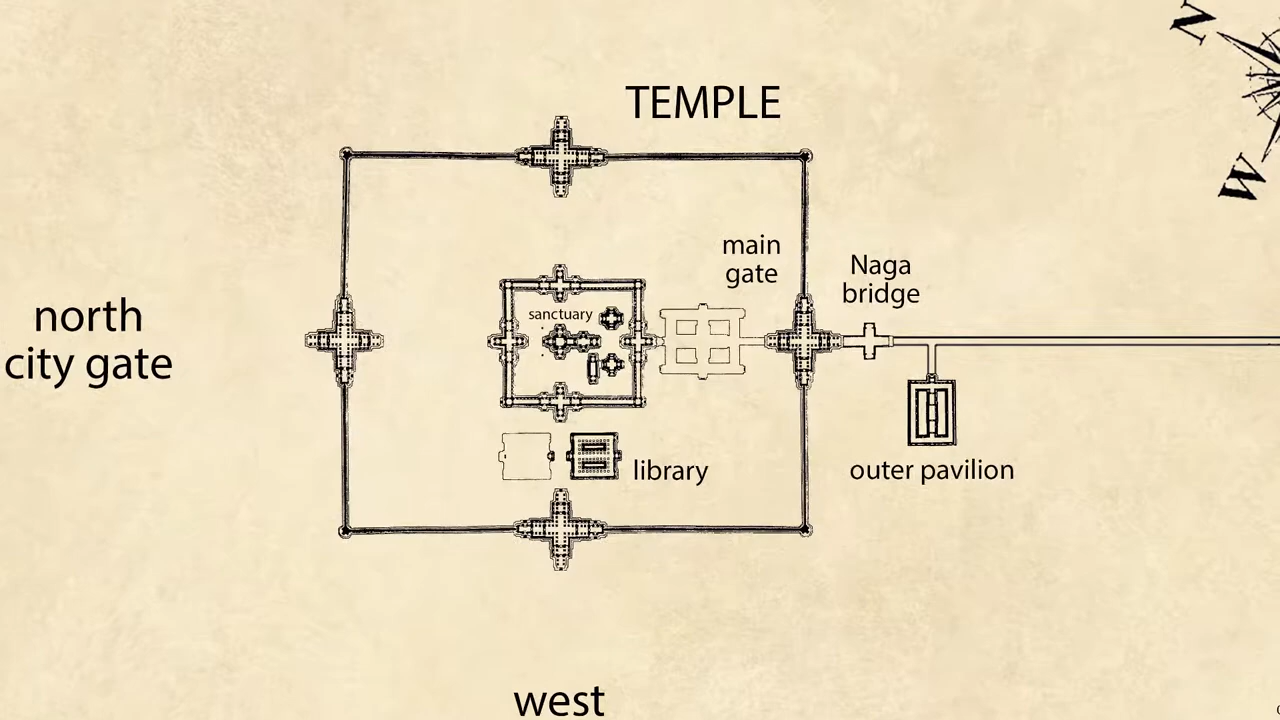 N
TEMPLE
W
main
gate
Naga
bridge
north
city gate
sanctuary
library
outer pavilion
west